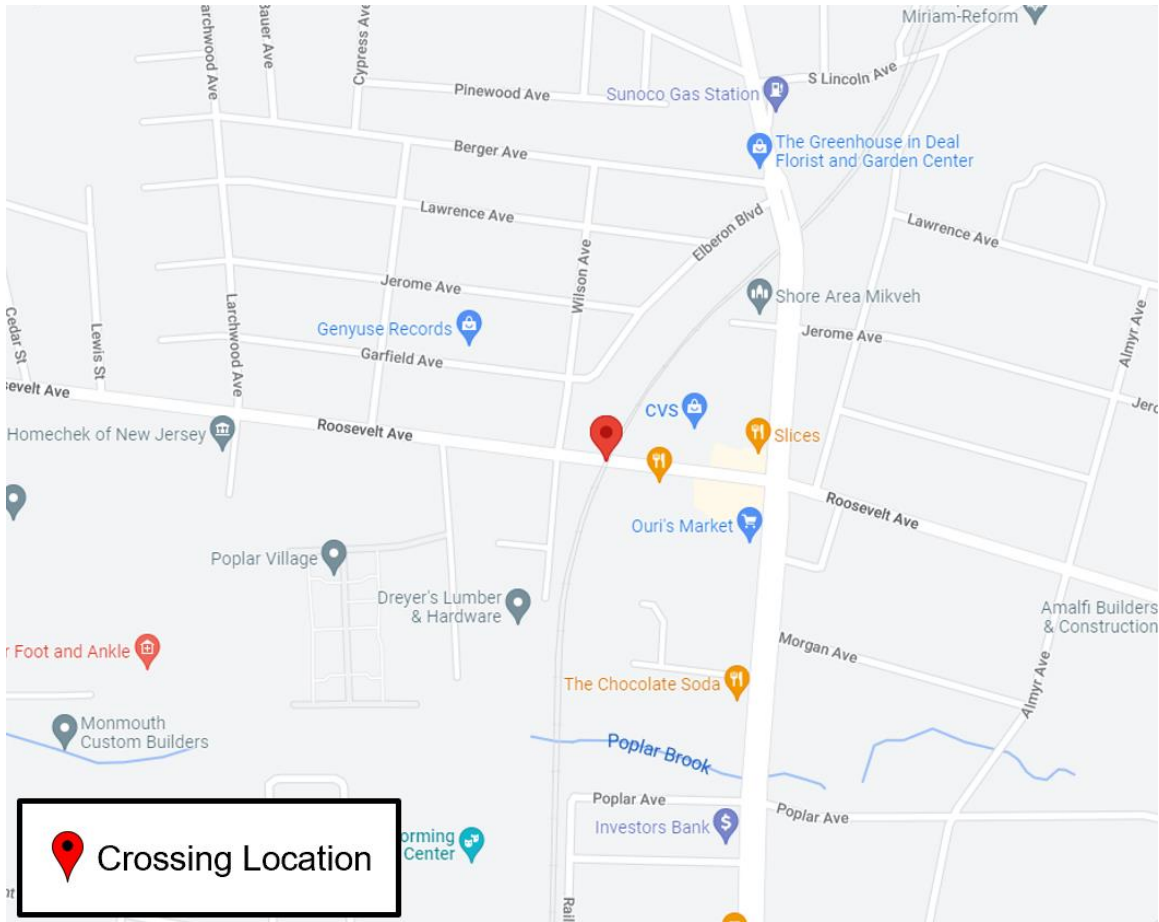 Miriam-Reform
Larchwood Ave
Bauer Ave
Cypress Ave
S Lincoln Ave
Pinewood Ave
Sunoco Gas Station
The Greenhouse in Deal
Florist and Garden Center
Berger Ave
Lawrence Ave
Elberon Blvd
Lawrence Ave
Wilson Ave
Jerome Ave
Shore Area Mikveh
Cedar St
Lewis St
Larchwood Ave
Genyuse Records
Jerome Ave
Almyr Ave
Garfield Ave
sevelt Ave
Jero
CVS
Homechek of New Jersey
Roosevelt Ave
Slices
Roosevelt Ave
Ouri's Market
Poplar Village
Dreyer's Lumber
& Hardware
Amalfi Builders
& Construction
r Foot and Ankle
Morgan Ave
The Chocolate Soda
Almyr Ave
Monmouth
Custom Builders
Poplar Brook
Poplar Ave
Poplar Ave
Investors Bank
orming
Center
Crossing Location
Rail
nt